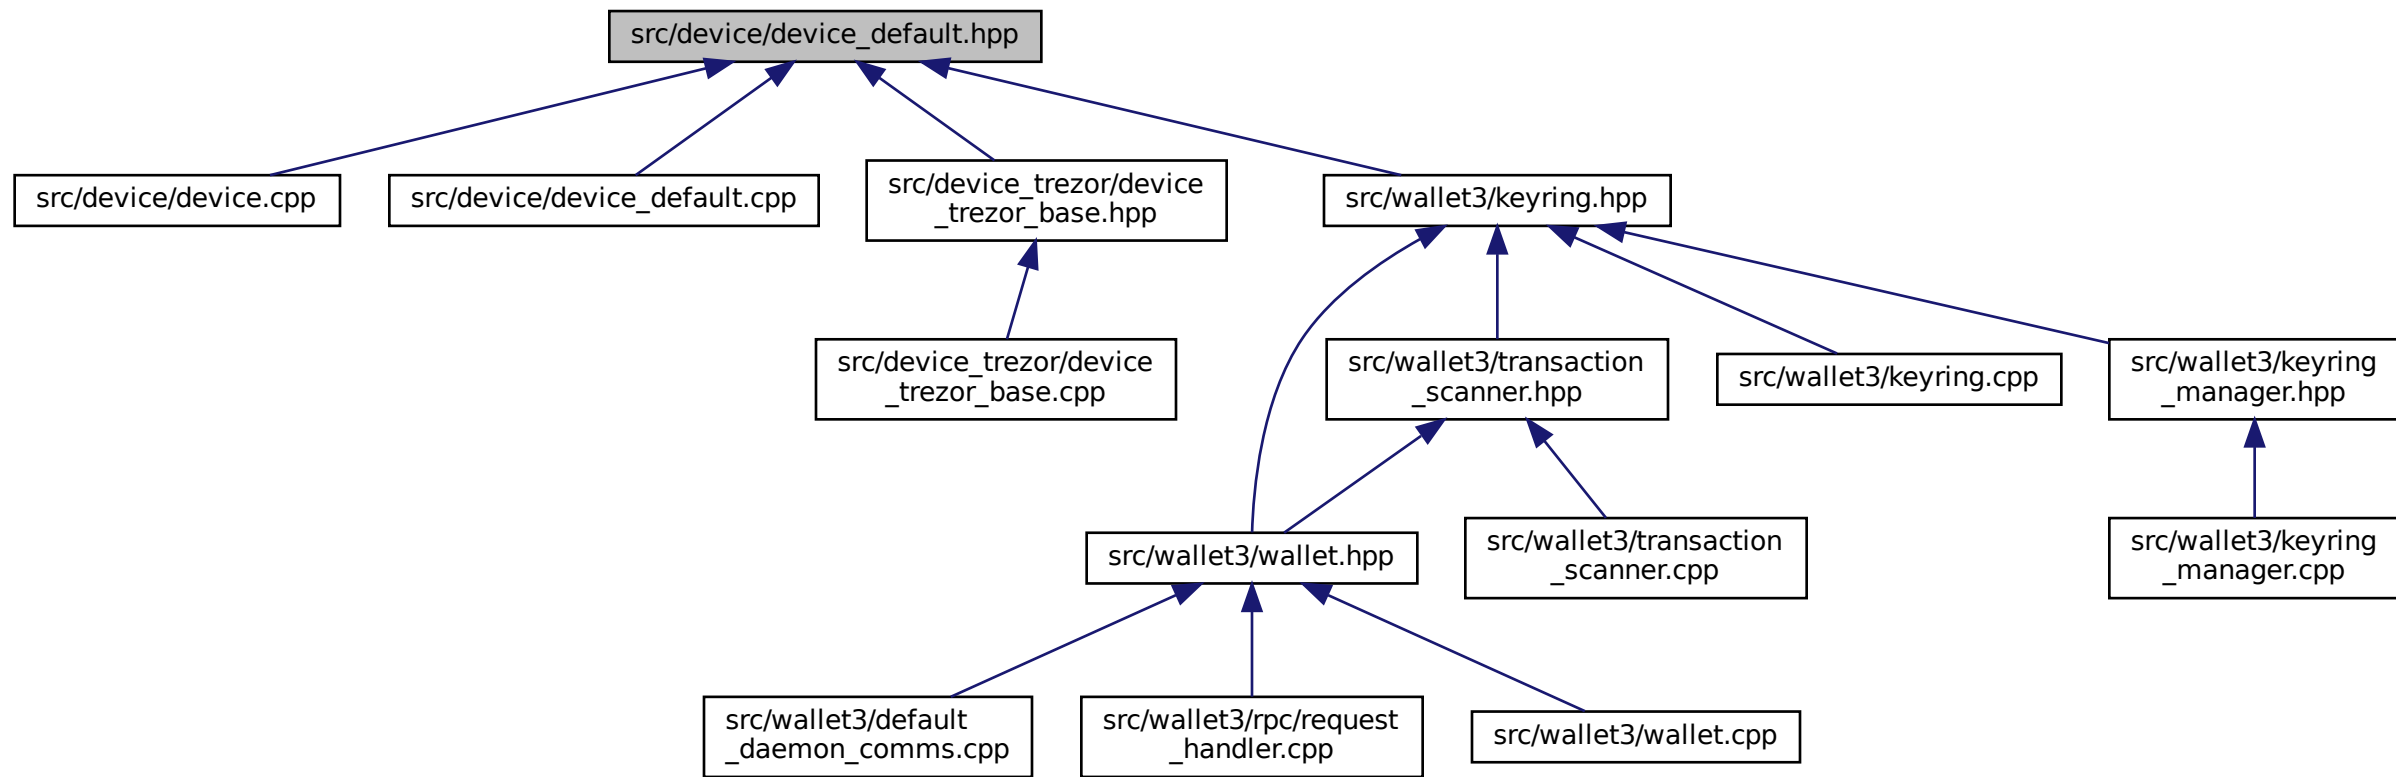 src/device/device_default.hpp
src/device/device.cpp
src/device/device_default.cpp
src/device_trezor/device
_trezor_base.hpp
src/wallet3/keyring.hpp
src/device_trezor/device
_trezor_base.cpp
src/wallet3/transaction
_scanner.hpp
src/wallet3/keyring.cpp
src/wallet3/keyring
_manager.hpp
src/wallet3/wallet.hpp
src/wallet3/transaction
_scanner.cpp
src/wallet3/keyring
_manager.cpp
src/wallet3/default
_daemon_comms.cpp
src/wallet3/rpc/request
_handler.cpp
src/wallet3/wallet.cpp